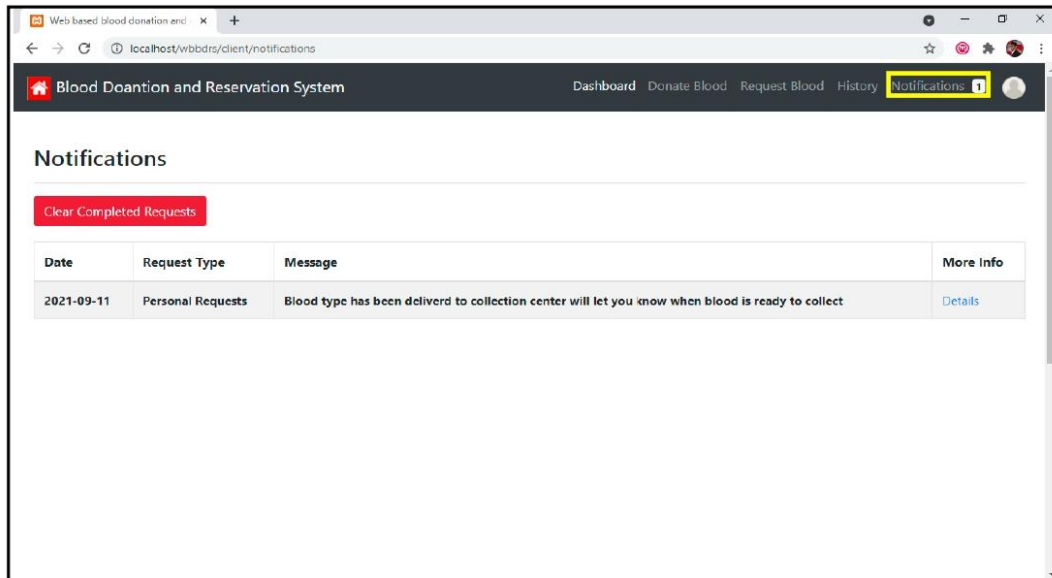 Web based blood donation and
localhost/wbbdrs/client/notifications
Blood Doantion and Reservation System Dashboard Donate Blood Request Blood History Notifications 1
Notifications
Clear Completed Requests
Date Request Type Message More Info
2021-09-11 Personal Requests Blood type has been deliverd to collection center will let you know when blood is ready to collect Details